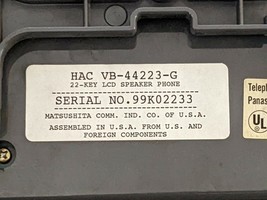 HAC VB-44223-G
22-KEY LCD SPEAKER PHONE
SERIAL NO.99K02233
MATSUSHITA COMM. IND. CO. OF U.S.A.
ASSEMBLED IN U.S.A. FROM U.S. AND
FOREIGN COMPONENTS
Telep
Panas
UL